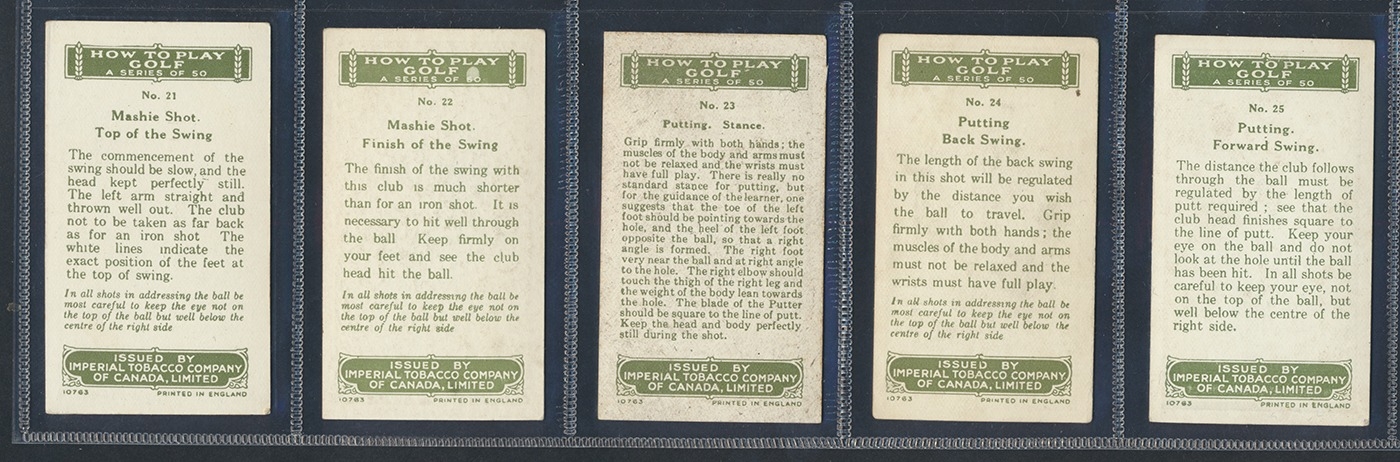 HOW TO PLAY
GOLF
A SERIES OF 50
No. 21
Mashie Shot.
Top of the Swing
The commencement of the
swing should be slow, and the
head kept perfectly still.
The left arm straight and
thrown well out. The club
not to be taken as far back
as for an iron shot The
white lines indicate the
exact position of the feet at
the top of swing.
In all shots in addressing the ball be
most careful to keep the eye not on
the top of the ball but well below the
centre of the right side
ISSUED BY
IMPERIAL TOBACCO COMPANY
OF CANADA, LIMITED
10763 PRINTED IN ENGLAND
HOW TO PLAY
GOLF
A SERIES OF 50
No. 22
Mashie Shot.
Finish of the Swing
The finish of the swing with
this club is much shorter
than for an iron shot. It is
necessary to hit well through
the ball Keep firmly on
your feet and see the club
head hit the ball.
In all shots in addressing the ball be
most careful to keep the eye not on
the top of the ball but well below the
centre of the right side
ISSUED BY
IMPERIAL TOBACCO COMPANY
OF CANADA, LIMITED
10763 PRINTED IN ENGLAND
HOW TO PLAY
GOLF
A SERIES OF 50
No. 23
Putting. Stance.
Grip firmly with both hands; the
muscles of the body and arms must
not be relaxed and the wrists must
have full play. There is really no
standard stance for putting, but
for the guidance of the learner, one
suggests that the toe of the left
foot should be pointing towards the
hole, and the heel of the left foot
opposite the ball, so that a right
angle is formed. The right foot
very near the ball and at right angle
to the hole. The right elbow should
touch the thigh of the right leg and
the weight of the body lean towards
the hole. The blade of the Putter
should be square to the line of putt.
Keep the head and body perfectly
still during the shot.
ISSUED BY
IMPERIAL TOBACCO COMPANY
OF CANADA, LIMITED
10763 PRINTED IN ENGLAND
HOW TO PLAY
GOLF
A SERIES OF 50
No. 24
Putting
Back Swing.
The length of the back swing
in this shot will be regulated
by the distance you wish
the ball to travel. Grip
firmly with both hands; the
muscles of the body and arms
must not be relaxed and the
wrists must have full play.
In all shots in addressing the ball be
most careful to keep the eye not on
the top of the ball but well below the
centre of the right side
ISSUED BY
IMPERIAL TOBACCO COMPANY
OF CANADA, LIMITED
10763 PRINTED IN ENGLAND
HOW TO PLAY
GOLF
A SERIES OF 50
No. 25
Putting.
Forward Swing.
The distance the club follows
through the ball must be
regulated by the length of
putt required; see that the
club head finishes square to
the line of putt. Keep your
eye on the ball and do not
look at the hole until the ball
has been hit. In all shots be
careful to keep your eye, not
on the top of the ball, but
well below the centre of the
right side.
ISSUED BY
IMPERIAL TOBACCO COMPANY
OF CANADA, LIMITED
10763 PRINTED IN ENGLAND